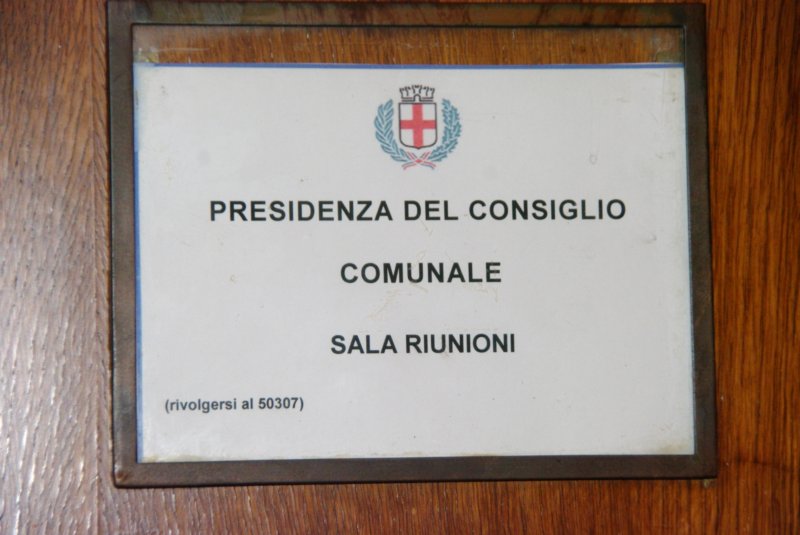 PRESIDENZA DEL CONSIGLIO
COMUNALE
SALA RIUNIONI
(rivolgersi al 50307)